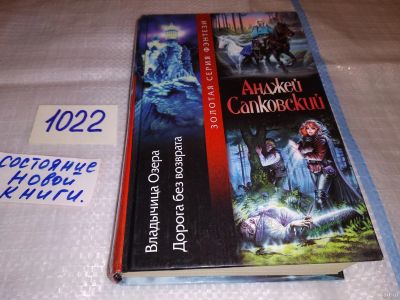 1022
СОСТОЯНИЕ
НОВОЙ
КНИГИ.
Владычица Озера
Дорога без возврата
ЗОЛОТАЯ СЕРИЯ ФЭНТЕЗИ
Анджей
Сапковский